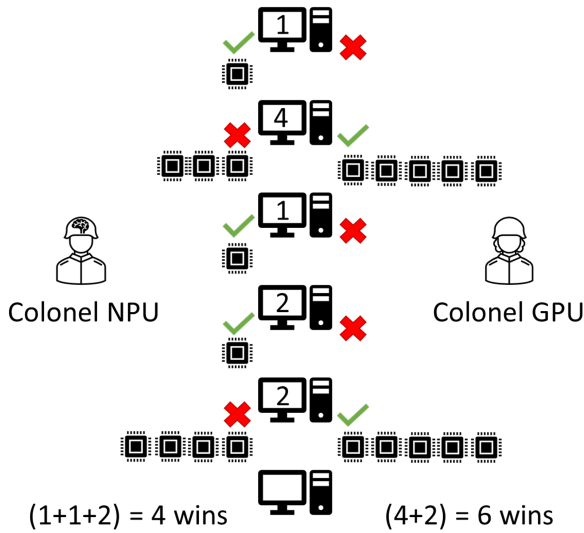 1
4
1
Colonel NPU
Colonel GPU
2
2
(1+1+2) = 4 wins
(4+2) = 6 wins